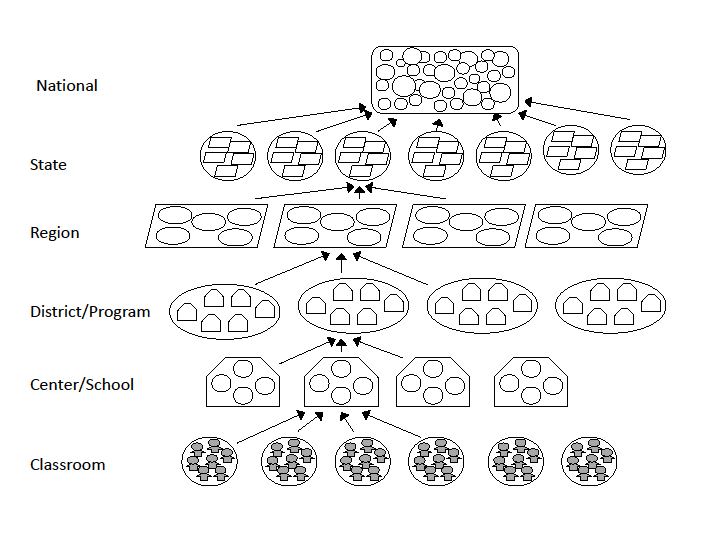 National
State
Region
District/Program
Center/School
Classroom